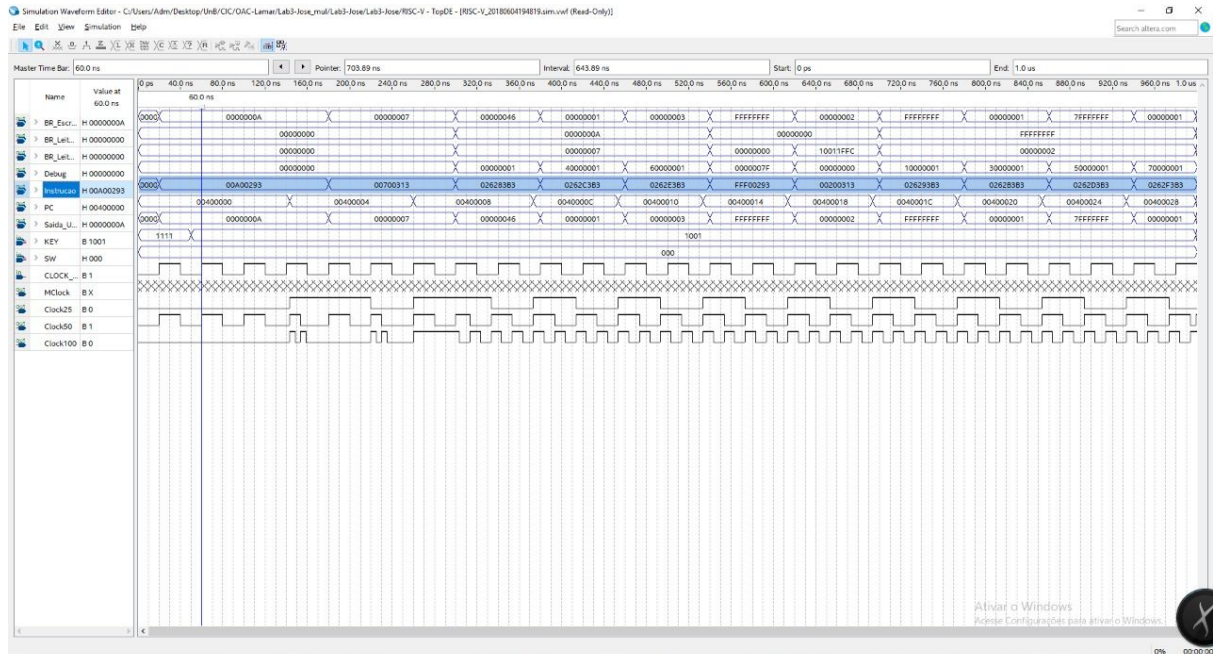 Simulation Waveform Editor - C:/Users/Adm/Desktop/UnB/CIC/OAC-Lamar/Lab3-Jose_mul/Lab3-Jose/Lab3-Jose/RISC-V - TopDE - [RISC-V_20180604194819.sim.vwf (Read-Only)]
File Edit View Simulation Help
Search altera.com
Master Time Bar: 60.0 ns Pointer: 703.89 ns Interval: 643.89 ns Start: 0 ps End: 1.0 us
Name Value at 60.0 ns
0 ps 40.0 ns 80.0 ns 120.0 ns 160.0 ns 200.0 ns 240.0 ns 280.0 ns 320.0 ns 360.0 ns 400.0 ns 440.0 ns 480.0 ns 520.0 ns 560.0 ns 600.0 ns 640.0 ns 680.0 ns 720.0 ns 760.0 ns 800.0 ns 840.0 ns 880.0 ns 920.0 ns 960.0 ns 1.0 us
60.0 ns
BR_Escr... H 0000000A 0000 0000000A 00000007 00000046 00000001 00000003 FFFFFFFF 00000002 FFFFFFFF 00000001 7FFFFFFF 00000001
BR_Leit... H 00000000 00000000 0000000A 00000000 FFFFFFFF
BR_Leit... H 00000000 00000000 00000007 00000000 10011FFC 00000002
Debug H 00000000 00000000 00000001 40000001 60000001 0000007F 00000000 10000001 30000001 50000001 70000001
Instrucao H 00A00293 0000 00A00293 00700313 026283B3 0262C3B3 0262E3B3 FFF00293 00200313 026293B3 0262B3B3 0262D3B3 0262F3B3
PC H 00400000 00400000 00400004 00400008 0040000C 00400010 00400014 00400018 0040001C 00400020 00400024 00400028
Saida_U... H 0000000A 0000 0000000A 00000007 00000046 00000001 00000003 FFFFFFFF 00000002 FFFFFFFF 00000001 7FFFFFFF 00000001
KEY B 1001 1111 1001
SW H 000 000
CLOCK_... B 1
MClock B X
Clock25 B 0
Clock50 B 1
Clock100 B 0
Ativar o Windows
Acesse Configurações para ativar o Windows.
0% 00:00:00